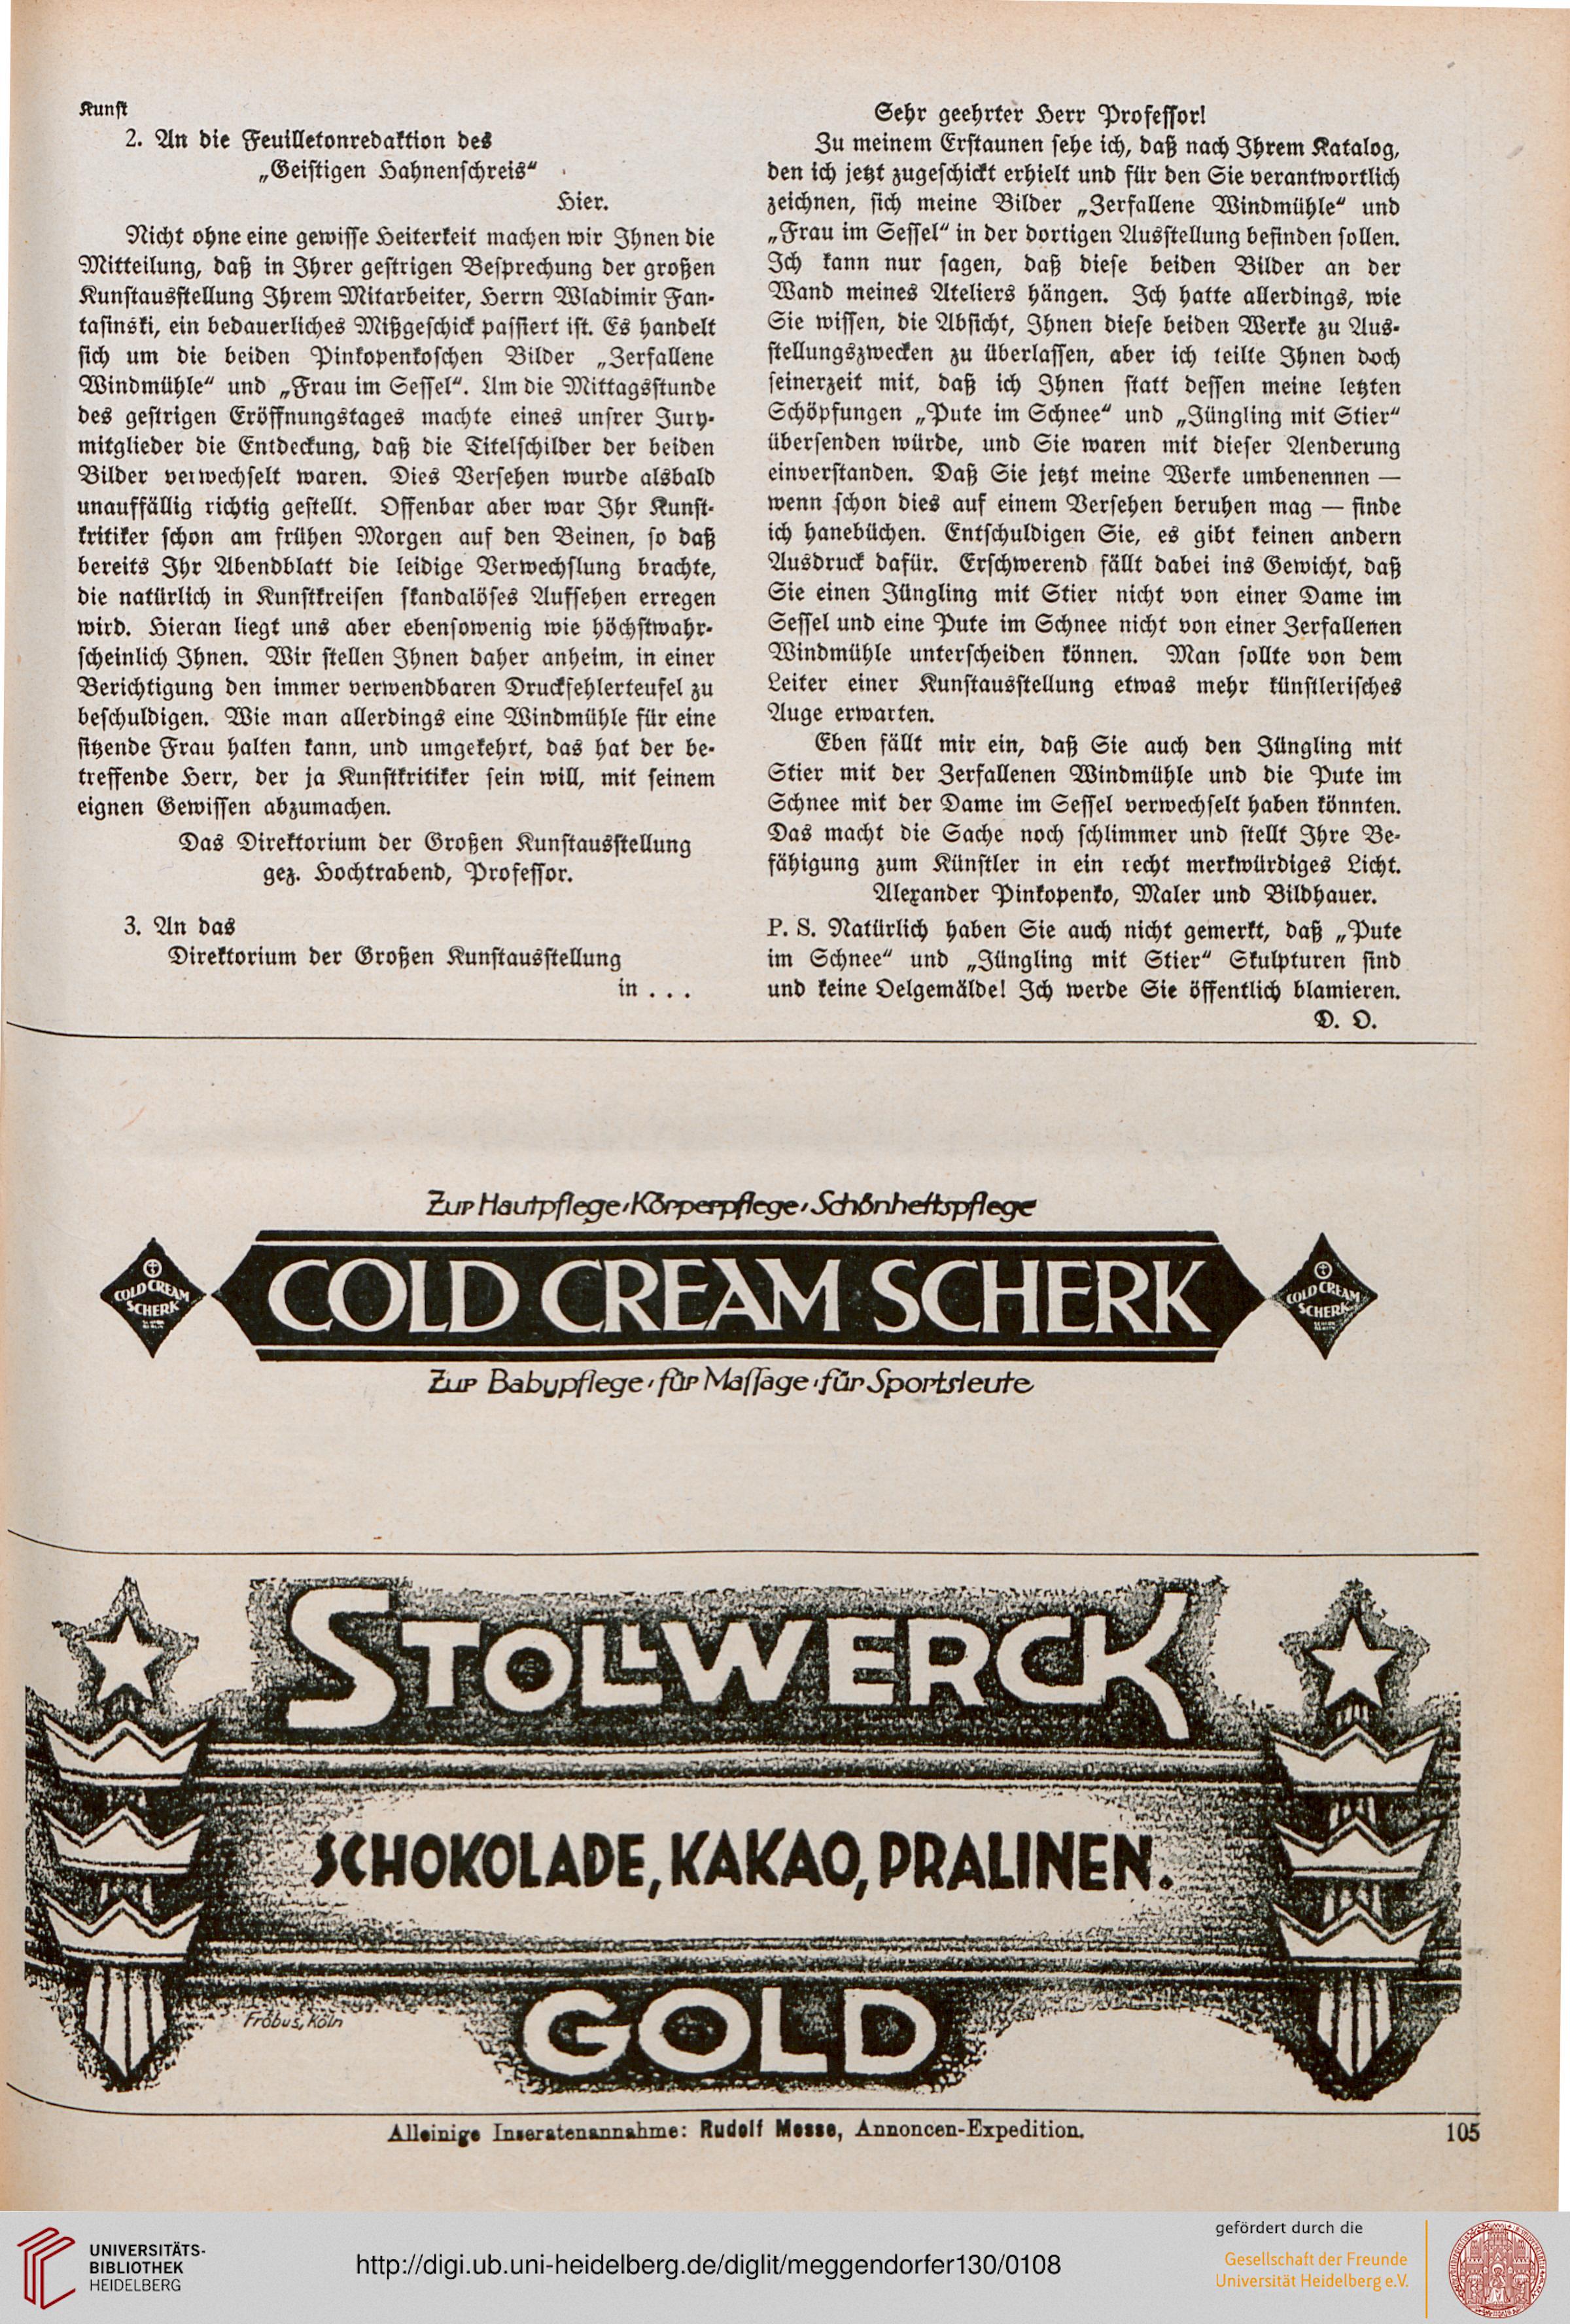 Kunst
2. An die Feuilletonredaktion des
„Geistigen Hahnenschreis“
Hier.
Nicht ohne eine gewisse Heiterkeit machen wir Ihnen die
Mitteilung, daß in Ihrer gestrigen Besprechung der großen
Kunstausstellung Ihrem Mitarbeiter, Herrn Wladimir Fan-
tasinski, ein bedauerliches Mißgeschick passiert ist. Es handelt
sich um die beiden Pinkopenkoschen Bilder „Zerfallene
Windmühle“ und „Frau im Sessel“. Um die Mittagsstunde
des gestrigen Eröffnungstages machte eines unsrer Jury-
mitglieder die Entdeckung, daß die Titelschilder der beiden
Bilder verwechselt waren. Dies Versehen wurde alsbald
unauffällig richtig gestellt. Offenbar aber war Ihr Kunst-
kritiker schon am frühen Morgen auf den Beinen, so daß
bereits Ihr Abendblatt die leidige Verwechslung brachte,
die natürlich in Kunstkreisen skandalöses Aufsehen erregen
wird. Hieran liegt uns aber ebensowenig wie höchstwahr-
scheinlich Ihnen. Wir stellen Ihnen daher anheim, in einer
Berichtigung den immer verwendbaren Druckfehlerteufel zu
beschuldigen. Wie man allerdings eine Windmühle für eine
sitzende Frau halten kann, und umgekehrt, das hat der be-
treffende Herr, der ja Kunstkritiker sein will, mit seinem
eignen Gewissen abzumachen.
Das Direktorium der Großen Kunstausstellung
gez. Hochtrabend, Professor.
3. An das
Direktorium der Großen Kunstausstellung
in . . .
Sehr geehrter Herr Professor!
Zu meinem Erstaunen sehe ich, daß nach Ihrem Katalog,
den ich jetzt zugeschickt erhielt und für den Sie verantwortlich
zeichnen, sich meine Bilder „Zerfallene Windmühle“ und
„Frau im Sessel“ in der dortigen Ausstellung befinden sollen.
Ich kann nur sagen, daß diese beiden Bilder an der
Wand meines Ateliers hängen. Ich hatte allerdings, wie
Sie wissen, die Absicht, Ihnen diese beiden Werke zu Aus-
stellungszwecken zu überlassen, aber ich teilte Ihnen doch
seinerzeit mit, daß ich Ihnen statt dessen meine letzten
Schöpfungen „Pute im Schnee“ und „Jüngling mit Stier“
übersenden würde, und Sie waren mit dieser Aenderung
einverstanden. Daß Sie jetzt meine Werke umbenennen —
wenn schon dies auf einem Versehen beruhen mag — finde
ich hanebüchen. Entschuldigen Sie, es gibt keinen andern
Ausdruck dafür. Erschwerend fällt dabei ins Gewicht, daß
Sie einen Jüngling mit Stier nicht von einer Dame im
Sessel und eine Pute im Schnee nicht von einer Zerfallenen
Windmühle unterscheiden können. Man sollte von dem
Leiter einer Kunstausstellung etwas mehr künstlerisches
Auge erwarten.
Eben fällt mir ein, daß Sie auch den Jüngling mit
Stier mit der Zerfallenen Windmühle und die Pute im
Schnee mit der Dame im Sessel verwechselt haben könnten.
Das macht die Sache noch schlimmer und stellt Ihre Be-
fähigung zum Künstler in ein recht merkwürdiges Licht.
Alexander Pinkopenko, Maler und Bildhauer.
P. S. Natürlich haben Sie auch nicht gemerkt, daß „Pute
im Schnee“ und „Jüngling mit Stier“ Skulpturen sind
und keine Oelgemälde! Ich werde Sie öffentlich blamieren.
D. O.
Zur Hautpflege, Körperpflege, Schönheitspflege
COLD CREAM SCHERK
COLD CREAM SCHERK
COLD CREAM SCHERK
Zur Babypflege, für Massage, für Sportsleute
STOLLWERCK
SCHOKOLADE, KAKAO, PRALINEN.
GOLD
Fröbus, Köln
Alleinige Inseratenannahme: Rudolf Mosse, Annoncen-Expedition.
105
UNIVERSITÄTS-
BIBLIOTHEK
HEIDELBERG
http://digi.ub.uni-heidelberg.de/diglit/meggendorfer130/0108
gefördert durch die
Gesellschaft der Freunde
Universität Heidelberg e.V.